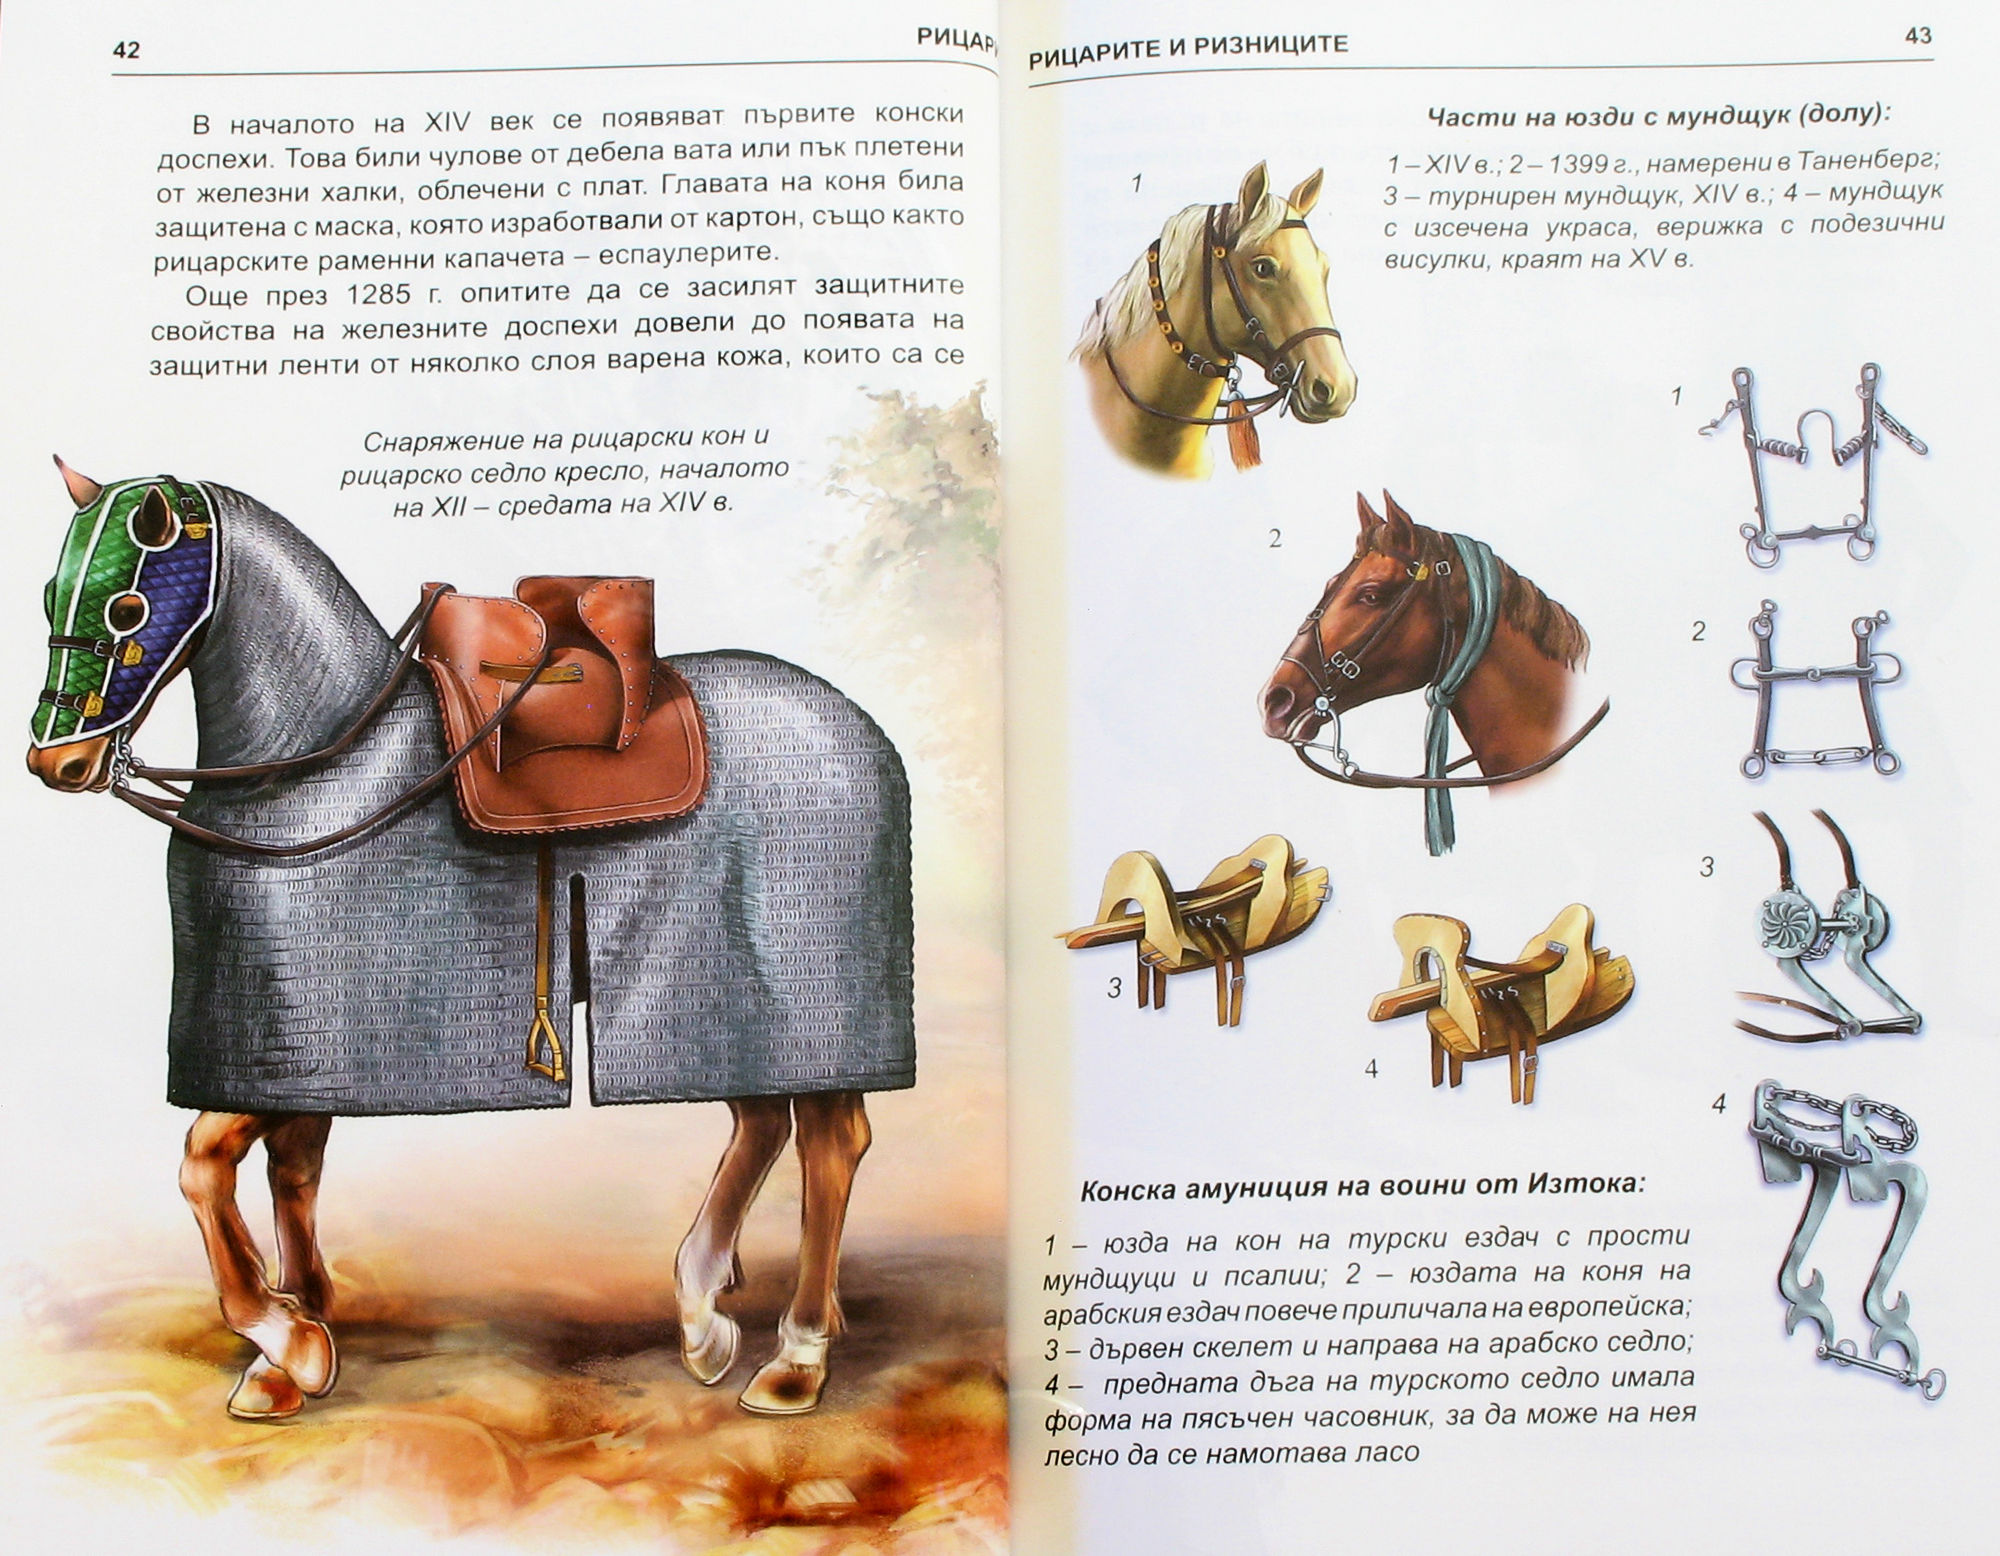 42
РИЦАРИ
В началото на XIV век се появяват първите конски
доспехи. Това били чулове от дебела вата или пък плетени
от железни халки, облечени с плат. Главата на коня била
защитена с маска, която изработвали от картон, също както
рицарските раменни капачета – еспаулерите.
Още през 1285 г. опитите да се засилят защитните
свойства на железните доспехи довели до появата на
защитни ленти от няколко слоя варена кожа, които са се
Снаряжение на рицарски кон и
рицарско седло кресло, началото
на XII – средата на XIV в.
РИЦАРИТЕ И РИЗНИЦИТЕ
43
Части на юзди с мундщук (долу):
1 – XIV в.; 2 – 1399 г., намерени в Таненберг;
3 – турнирен мундщук, XIV в.; 4 – мундщук
с изсечена украса, верижка с подезични
висулки, краят на XV в.
1
2
3
4
1
2
3
4
Конска амуниция на воини от Изтока:
1 – юзда на кон на турски ездач с прости
мундщуци и псалии; 2 – юздата на коня на
арабския ездач повече приличала на европейска;
3 – дървен скелет и направа на арабско седло;
4 – предната дъга на турското седло имала
форма на пясъчен часовник, за да може на нея
лесно да се намотава ласо